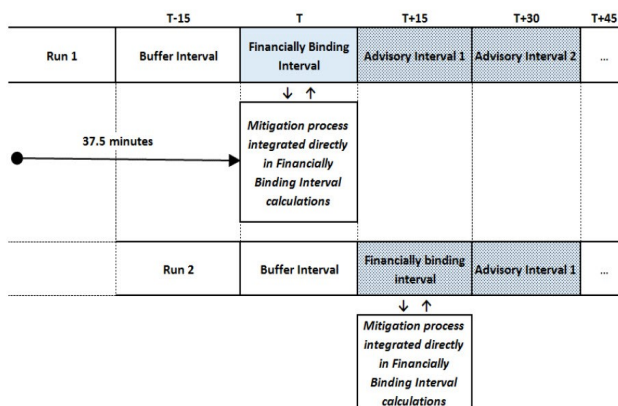 T-15
T
T+15
T+30
T+45
Run 1
Buffer Interval
Financially Binding
Interval
Advisory Interval 1
Advisory Interval 2
...
↓ ↑
Mitigation process
integrated directly
in Financially
Binding Interval
calculations
37.5 minutes
Run 2
Buffer Interval
Financially binding
interval
Advisory Interval 1
...
↓ ↑
Mitigation process
integrated directly
in Financially
Binding Interval
calculations